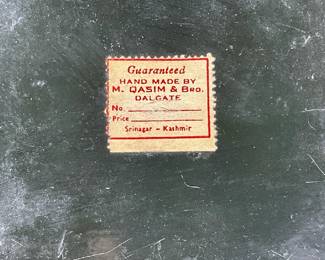 Guaranteed
HAND MADE BY
M. QASIM & BRO.
DALGATE
No.
Price
Srinagar - Kashmir